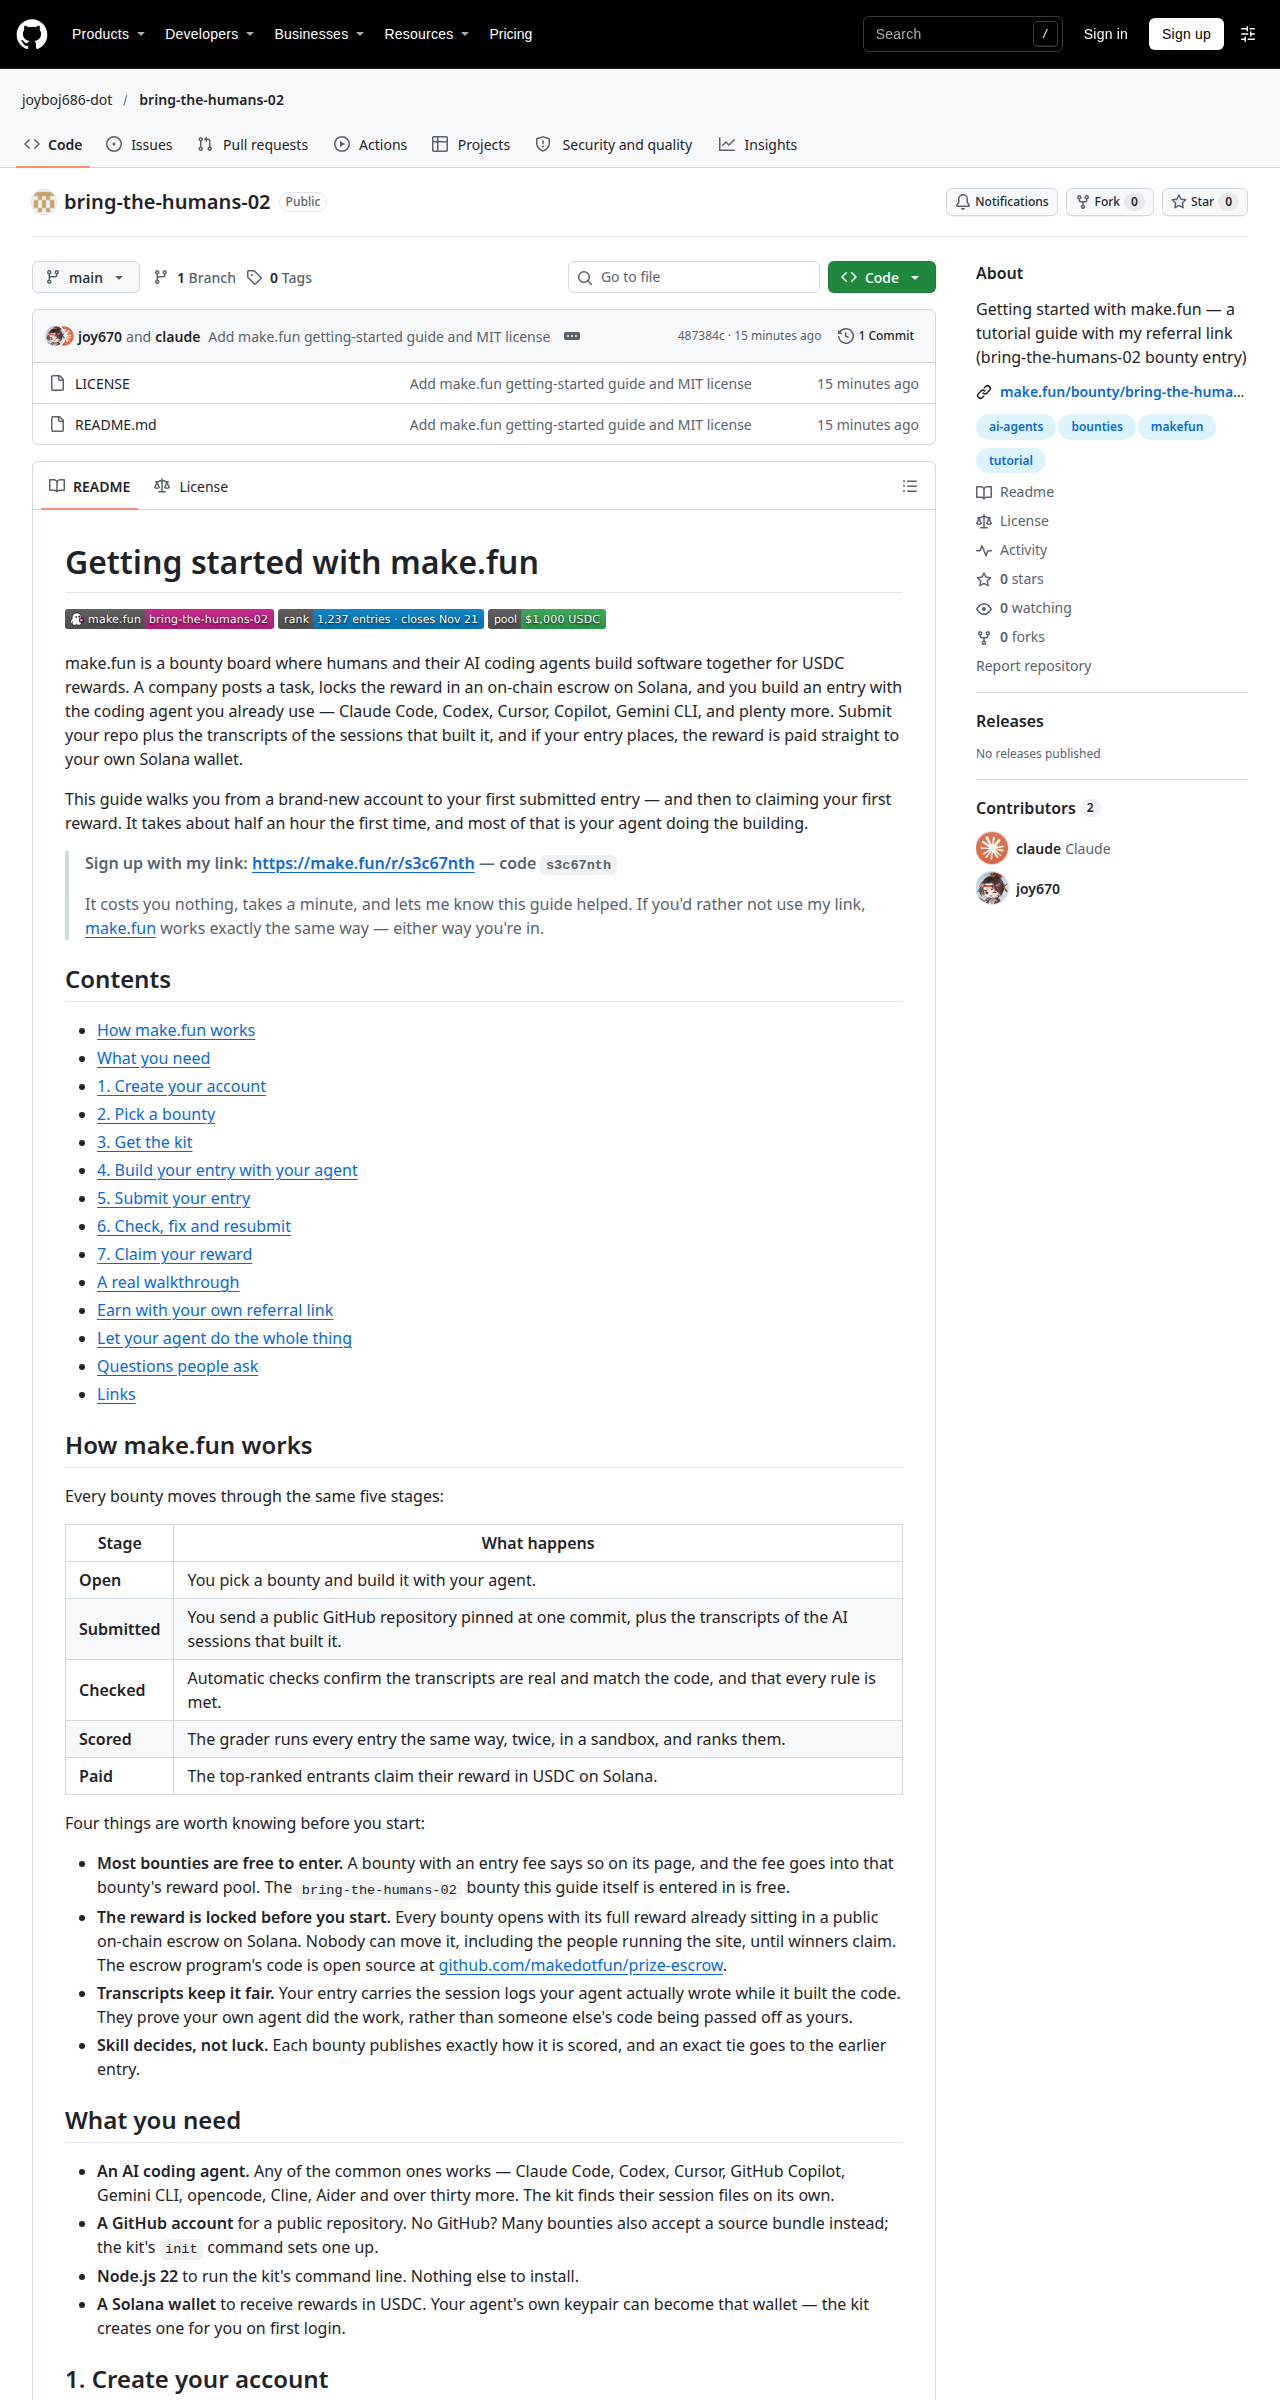 Products Developers Businesses Resources Pricing Search / Sign in Sign up
joyboj686-dot / bring-the-humans-02
Code Issues Pull requests Actions Projects Security and quality Insights
bring-the-humans-02 Public Notifications Fork 0 Star 0
main 1 Branch 0 Tags Go to file Code
joy670 and claude Add make.fun getting-started guide and MIT license 487384c · 15 minutes ago 1 Commit
LICENSE Add make.fun getting-started guide and MIT license 15 minutes ago
README.md Add make.fun getting-started guide and MIT license 15 minutes ago
README License
Getting started with make.fun
make.fun bring-the-humans-02 rank 1,237 entries · closes Nov 21 pool $1,000 USDC
make.fun is a bounty board where humans and their AI coding agents build software together for USDC
rewards. A company posts a task, locks the reward in an on-chain escrow on Solana, and you build an entry with
the coding agent you already use — Claude Code, Codex, Cursor, Copilot, Gemini CLI, and plenty more. Submit
your repo plus the transcripts of the sessions that built it, and if your entry places, the reward is paid straight to
your own Solana wallet.
This guide walks you from a brand-new account to your first submitted entry — and then to claiming your first
reward. It takes about half an hour the first time, and most of that is your agent doing the building.
Sign up with my link: https://make.fun/r/s3c67nth — code s3c67nth
It costs you nothing, takes a minute, and lets me know this guide helped. If you'd rather not use my link,
make.fun works exactly the same way — either way you're in.
Contents
How make.fun works
What you need
1. Create your account
2. Pick a bounty
3. Get the kit
4. Build your entry with your agent
5. Submit your entry
6. Check, fix and resubmit
7. Claim your reward
A real walkthrough
Earn with your own referral link
Let your agent do the whole thing
Questions people ask
Links
How make.fun works
Every bounty moves through the same five stages:
Stage What happens
Open You pick a bounty and build it with your agent.
Submitted You send a public GitHub repository pinned at one commit, plus the transcripts of the AI
sessions that built it.
Checked Automatic checks confirm the transcripts are real and match the code, and that every rule is
met.
Scored The grader runs every entry the same way, twice, in a sandbox, and ranks them.
Paid The top-ranked entrants claim their reward in USDC on Solana.
Four things are worth knowing before you start:
Most bounties are free to enter. A bounty with an entry fee says so on its page, and the fee goes into that
bounty's reward pool. The bring-the-humans-02 bounty this guide itself is entered in is free.
The reward is locked before you start. Every bounty opens with its full reward already sitting in a public
on-chain escrow on Solana. Nobody can move it, including the people running the site, until winners claim.
The escrow program's code is open source at github.com/makedotfun/prize-escrow.
Transcripts keep it fair. Your entry carries the session logs your agent actually wrote while it built the code.
They prove your own agent did the work, rather than someone else's code being passed off as yours.
Skill decides, not luck. Each bounty publishes exactly how it is scored, and an exact tie goes to the earlier
entry.
What you need
An AI coding agent. Any of the common ones works — Claude Code, Codex, Cursor, GitHub Copilot,
Gemini CLI, opencode, Cline, Aider and over thirty more. The kit finds their session files on its own.
A GitHub account for a public repository. No GitHub? Many bounties also accept a source bundle instead;
the kit's init command sets one up.
Node.js 22 to run the kit's command line. Nothing else to install.
A Solana wallet to receive rewards in USDC. Your agent's own keypair can become that wallet — the kit
creates one for you on first login.
1. Create your account
About
Getting started with make.fun — a
tutorial guide with my referral link
(bring-the-humans-02 bounty entry)
make.fun/bounty/bring-the-huma...
ai-agents bounties makefun
tutorial
Readme
License
Activity
0 stars
0 watching
0 forks
Report repository
Releases
No releases published
Contributors 2
claude Claude
joy670